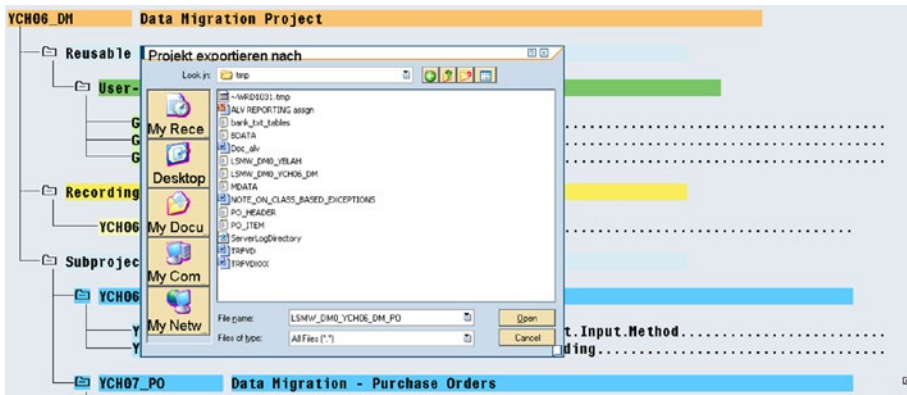 YCH06_DM Data Migration Project
Reusable
User-
G
G
G
Recording
YCH06
Subprojec
YCH06
Y t.Input.Method
Y ding
YCH07_PO Data Migration - Purchase Orders
Projekt exportieren nach
Look in: tmp
My Rece
Desktop
My Docu
My Com
My Netw
~WRD1031.tmp
ALV REPORTING assgn
bank_txt_tables
BDATA
Doc_alv
LSMW_DM0_YBLAH
LSMW_DM0_YCH06_DM
MDATA
NOTE_ON_CLASS_BASED_EXCEPTIONS
PO_HEADER
PO_ITEM
ServerLogDirectory
TRFVD
TRFVDXXX
File name: LSMW_DM0_YCH06_DM_PO Open
Files of type: All Files (*.*) Cancel